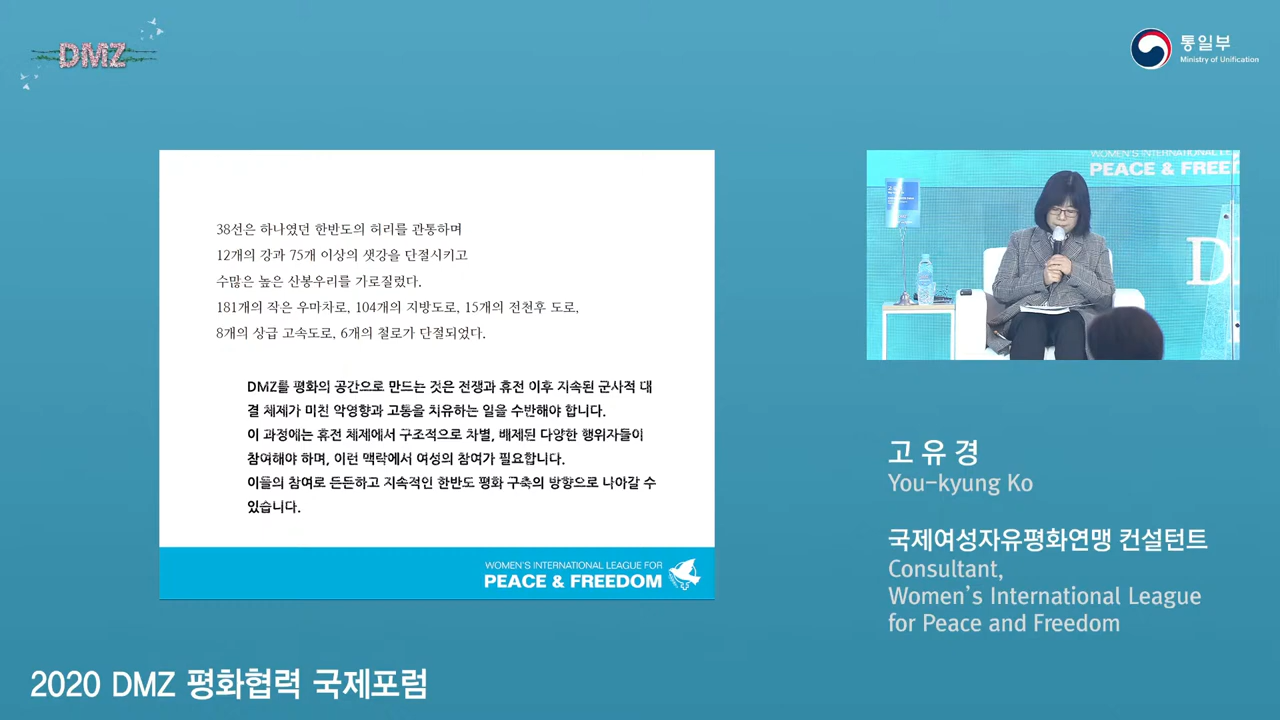 DMZ
통일부
Ministry of Unification
38선은 하나였던 한반도의 허리를 관통하며
12개의 강과 75개 이상의 샛강을 단절시키고
수많은 높은 산봉우리를 가로질렀다.
181개의 작은 우마차로, 104개의 지방도로, 15개의 전천후 도로,
8개의 상급 고속도로, 6개의 철로가 단절되었다.
DMZ를 평화의 공간으로 만드는 것은 전쟁과 휴전 이후 지속된 군사적 대
결 체제가 미친 악영향과 고통을 치유하는 일을 수반해야 합니다.
이 과정에는 휴전 체제에서 구조적으로 차별, 배제된 다양한 행위자들이
참여해야 하며, 이런 맥락에서 여성의 참여가 필요합니다.
이들의 참여로 든든하고 지속적인 한반도 평화 구축의 방향으로 나아갈 수
있습니다.
WOMEN'S INTERNATIONAL LEAGUE FOR
PEACE & FREEDOM
WOMEN'S INTERNATIONAL LE
PEACE & FREE
D
고유경
You-kyung Ko
국제여성자유평화연맹 컨설턴트
Consultant,
Women's International League
for Peace and Freedom
2020 DMZ 평화협력 국제포럼